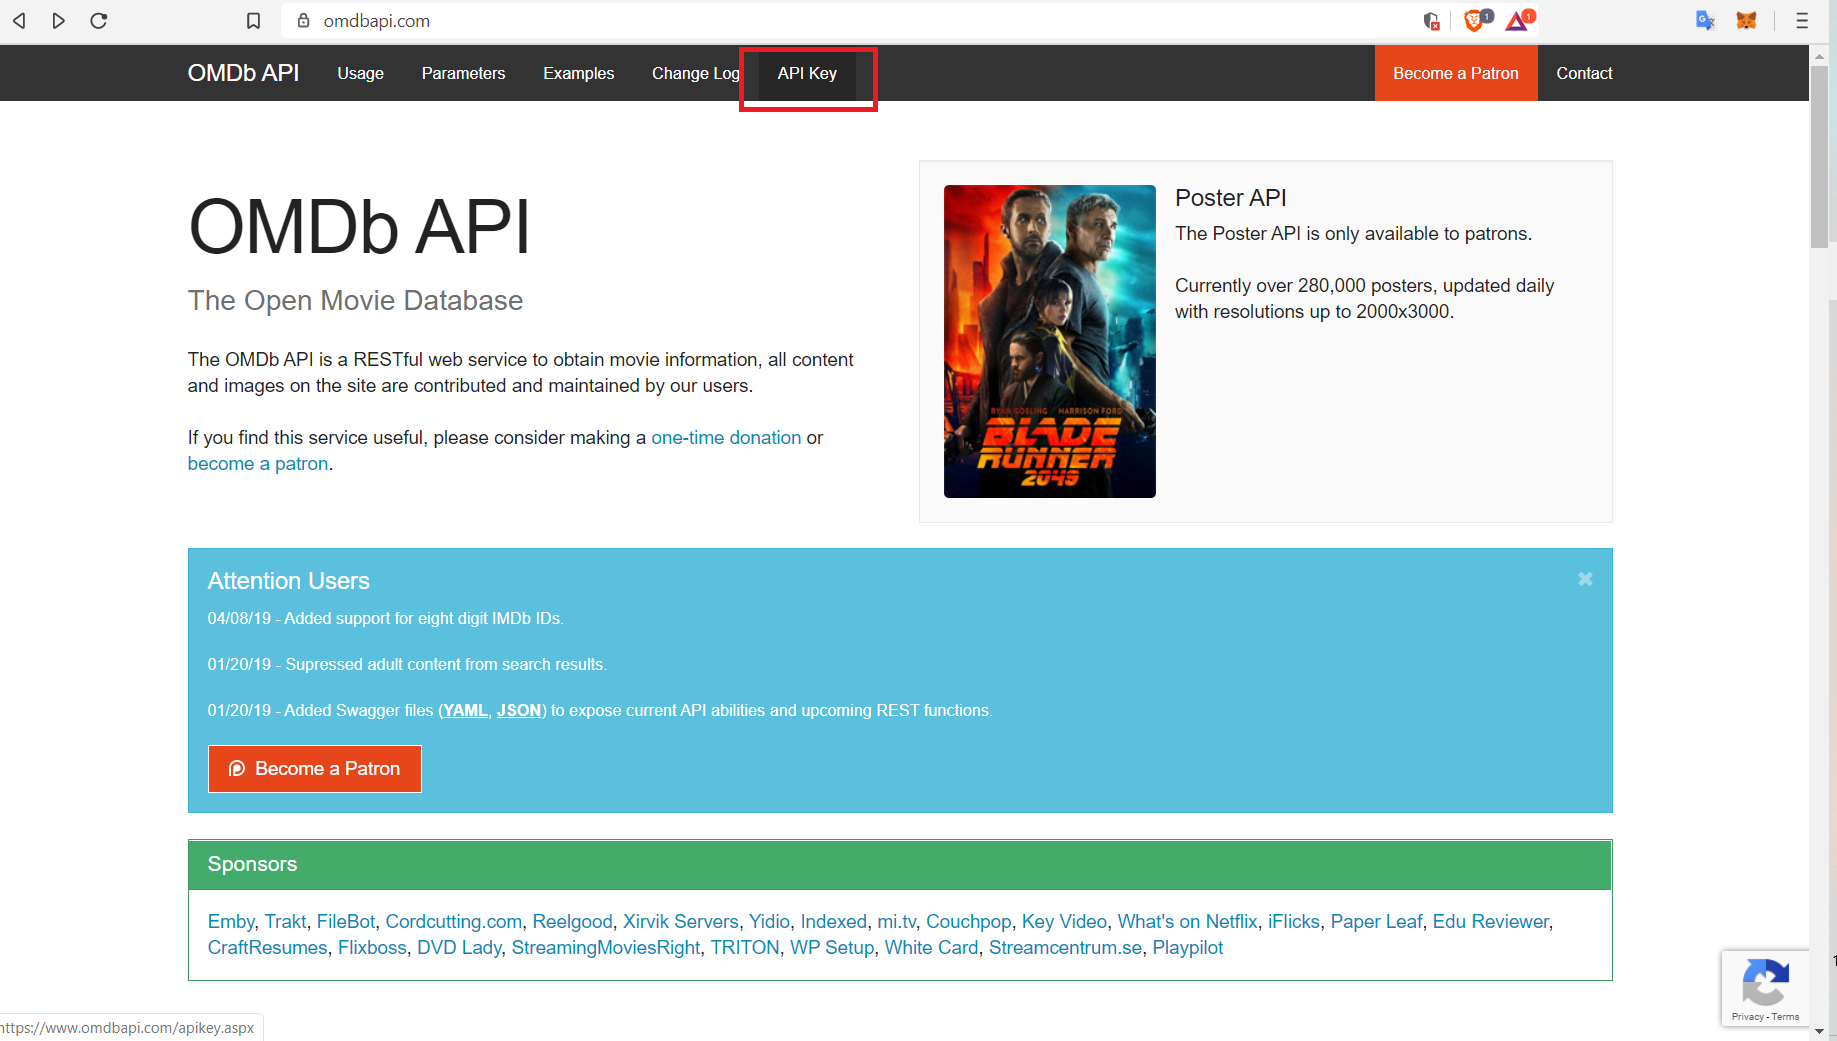 omdbapi.com
1
1
OMDb API Usage Parameters Examples Change Log API Key Become a Patron Contact
OMDb API
The Open Movie Database
The OMDb API is a RESTful web service to obtain movie information, all content
and images on the site are contributed and maintained by our users.
If you find this service useful, please consider making a one-time donation or
become a patron.
RYAN GOSLING HARRISON FORD
BLADE
RUNNER
2049
Poster API
The Poster API is only available to patrons.
Currently over 280,000 posters, updated daily
with resolutions up to 2000x3000.
Attention Users
04/08/19 - Added support for eight digit IMDb IDs.
01/20/19 - Supressed adult content from search results.
01/20/19 - Added Swagger files (YAML, JSON) to expose current API abilities and upcoming REST functions.
Become a Patron
Sponsors
Emby, Trakt, FileBot, Cordcutting.com, Reelgood, Xirvik Servers, Yidio, Indexed, mi.tv, Couchpop, Key Video, What's on Netflix, iFlicks, Paper Leaf, Edu Reviewer,
CraftResumes, Flixboss, DVD Lady, StreamingMoviesRight, TRITON, WP Setup, White Card, Streamcentrum.se, Playpilot
Privacy - Terms
https://www.omdbapi.com/apikey.aspx